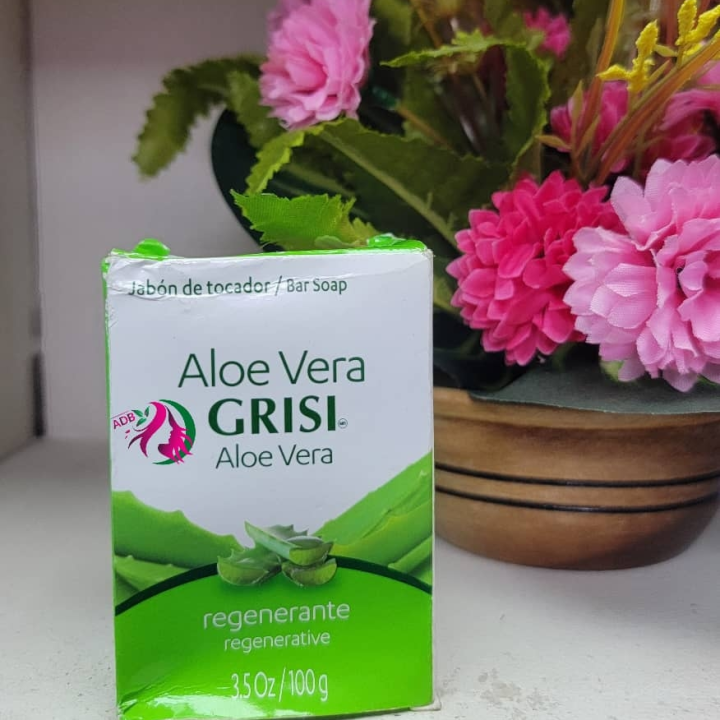 Jabón de tocador / Bar Soap
Aloe Vera
ADB
GRISI
Aloe Vera
regenerante
regenerative
3.5 Oz / 100 g